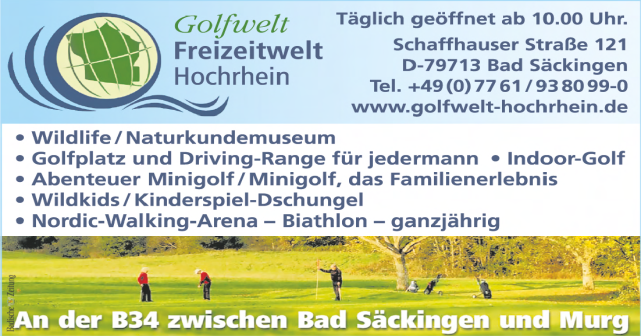 Golfwelt
Freizeitwelt
Hochrhein
Täglich geöffnet ab 10.00 Uhr.
Schaffhauser Straße 121
D-79713 Bad Säckingen
Tel. +49 (0) 77 61 / 93 80 99-0
www.golfwelt-hochrhein.de
• Wildlife / Naturkundemuseum
• Golfplatz und Driving-Range für jedermann • Indoor-Golf
• Abenteuer Minigolf / Minigolf, das Familienerlebnis
• Wildkids / Kinderspiel-Dschungel
• Nordic-Walking-Arena – Biathlon – ganzjährig
Badische Zeitung
An der B34 zwischen Bad Säckingen und Murg